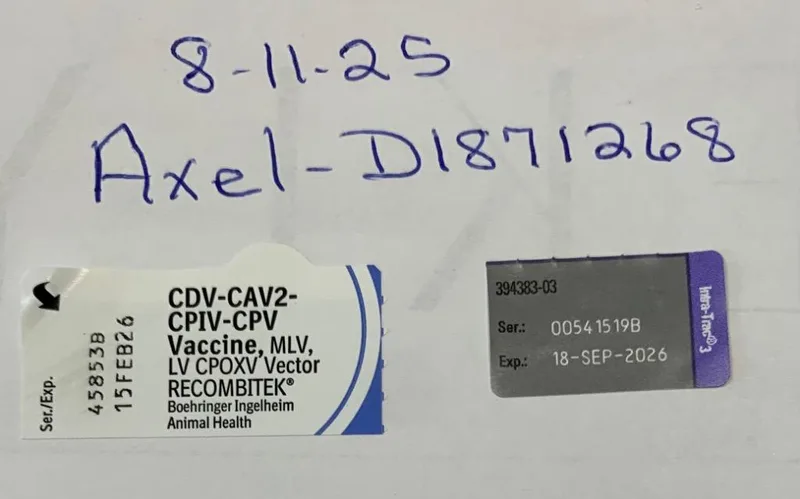 8-11-25
Axel-D1871268
Ser./Exp.
45853B
15FEB26
CDV-CAV2-
CPIV-CPV
Vaccine, MLV,
LV CPOXV Vector
RECOMBITEK®
Boehringer Ingelheim
Animal Health
394383-03
Ser.: 00541519B
Exp.: 18-SEP-2026
Intra-Trac® 3